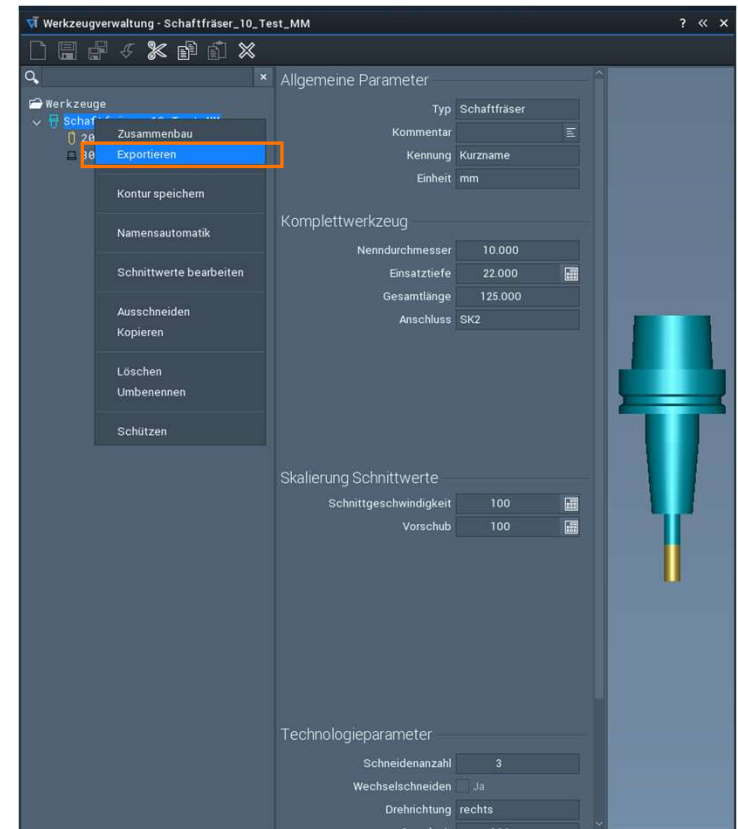 Werkzeugverwaltung - Schaftfräser_10_Test_MM
Werkzeuge
20
Zusammenbau
Exportieren
Kontur speichern
Namensautomatik
Schnittwerte bearbeiten
Ausschneiden
Kopieren
Löschen
Umbenennen
Schützen
Allgemeine Parameter
Typ Schaftfräser
Kommentar
Kennung Kurzname
Einheit mm
Komplettwerkzeug
Nenndurchmesser 10.000
Einsatztiefe 22.000
Gesamtlänge 125.000
Anschluss SK2
Skalierung Schnittwerte
Schnittgeschwindigkeit 100
Vorschub 100
Technologieparameter
Schneidenanzahl 3
Wechselschneiden Ja
Drehrichtung rechts